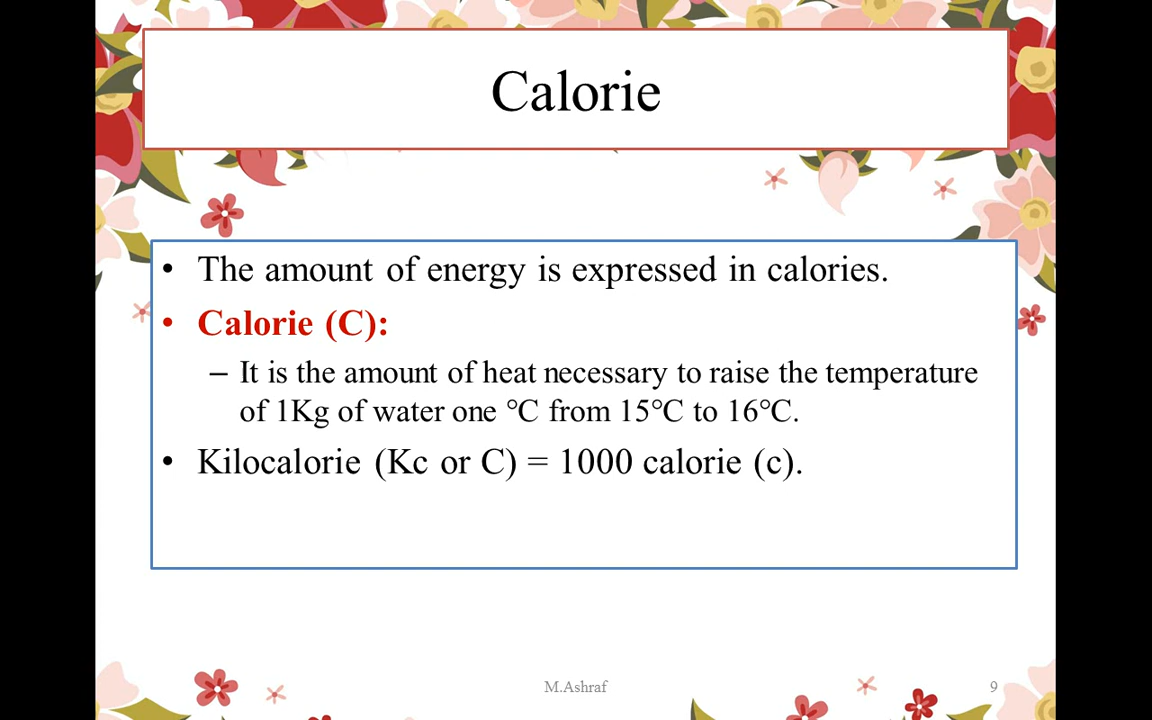 Calorie
• The amount of energy is expressed in calories.
• Calorie (C):
– It is the amount of heat necessary to raise the temperature
of 1Kg of water one °C from 15°C to 16°C.
• Kilocalorie (Kc or C) = 1000 calorie (c).
M.Ashraf
9